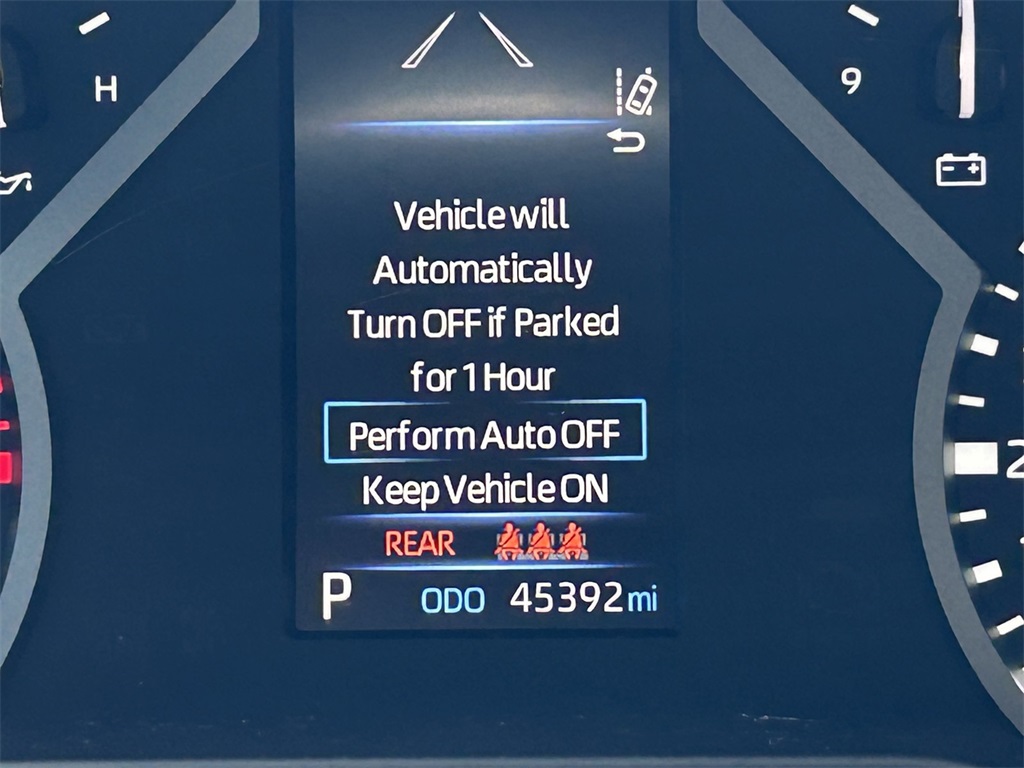 H
9
Vehicle will
Automatically
Turn OFF if Parked
for 1 Hour
Perform Auto OFF
Keep Vehicle ON
2
REAR
P ODO 45392 mi